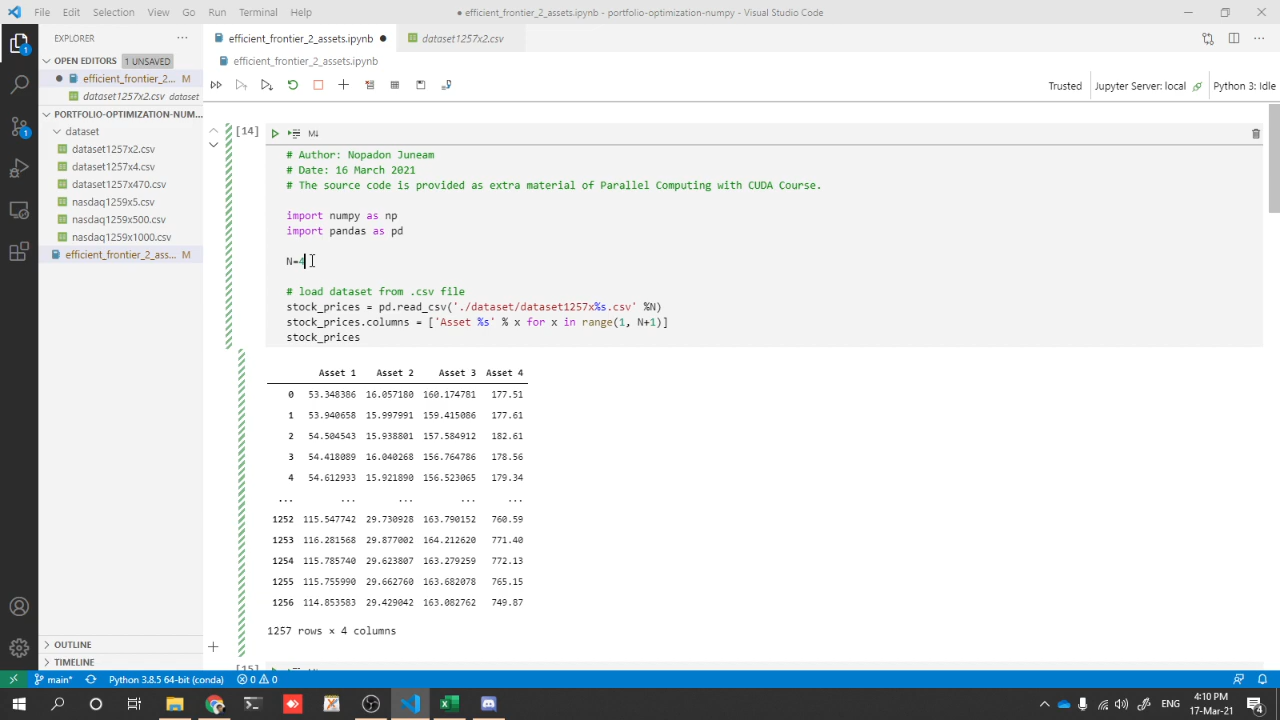 File Edit Selection View Go Run Terminal Help
● efficient_frontier_2_assets.ipynb - portfolio-optimization-numpy - Visual Studio Code
EXPLORER
efficient_frontier_2_assets.ipynb
dataset1257x2.csv
OPEN EDITORS 1 UNSAVED
efficient_frontier_2... M
dataset1257x2.csv dataset
efficient_frontier_2_assets.ipynb
Trusted
Jupyter Server: local
Python 3: Idle
PORTFOLIO-OPTIMIZATION-NUM...
dataset
dataset1257x2.csv
dataset1257x4.csv
dataset1257x470.csv
nasdaq1259x5.csv
nasdaq1259x500.csv
nasdaq1259x1000.csv
efficient_frontier_2_ass... M
[14]
M↓
# Author: Nopadon Juneam
# Date: 16 March 2021
# The source code is provided as extra material of Parallel Computing with CUDA Course.
import numpy as np
import pandas as pd
N=4
# load dataset from .csv file
stock_prices = pd.read_csv('./dataset/dataset1257x%s.csv' %N)
stock_prices.columns = ['Asset %s' % x for x in range(1, N+1)]
stock_prices
Asset 1 Asset 2 Asset 3 Asset 4
0 53.348386 16.057180 160.174781 177.51
1 53.940658 15.997991 159.415086 177.61
2 54.504543 15.938801 157.584912 182.61
3 54.418089 16.040268 156.764786 178.56
4 54.612933 15.921890 156.523065 179.34
... ... ... ... ...
1252 115.547742 29.730928 163.790152 760.59
1253 116.281568 29.877002 164.212620 771.40
1254 115.785740 29.623807 163.279259 772.13
1255 115.755990 29.662760 163.682078 765.15
1256 114.853583 29.429042 163.082762 749.87
1257 rows × 4 columns
[15]
OUTLINE
TIMELINE
main* Python 3.8.5 64-bit (conda) 0 0
ENG
4:10 PM
17-Mar-21